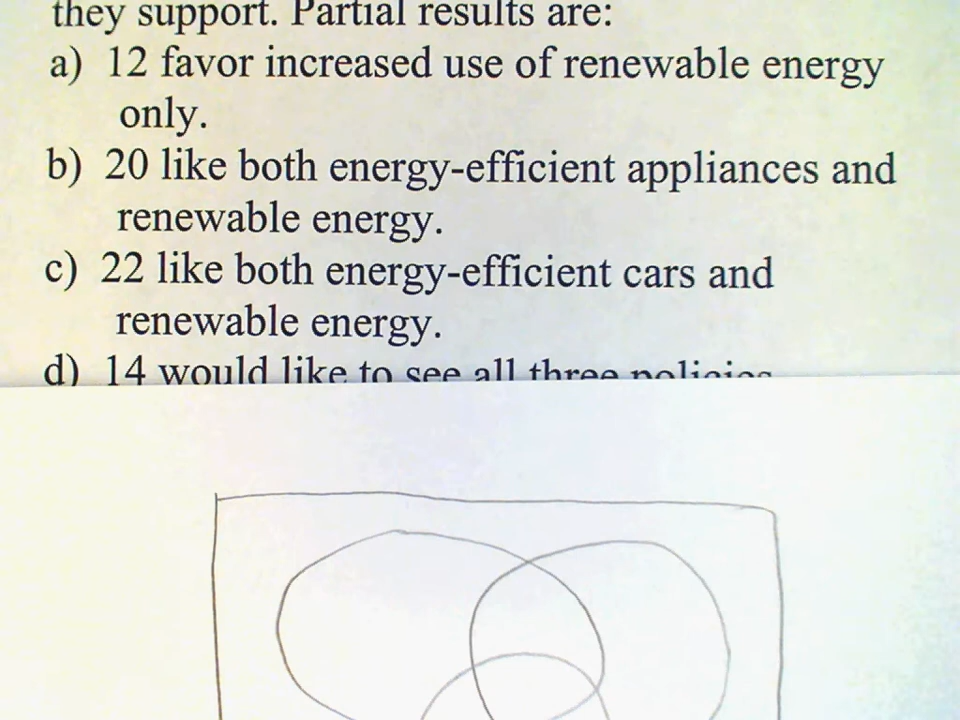 they support. Partial results are:
a) 12 favor increased use of renewable energy
only.
b) 20 like both energy-efficient appliances and
renewable energy.
c) 22 like both energy-efficient cars and
renewable energy.
d) 14 would like to see all three policies